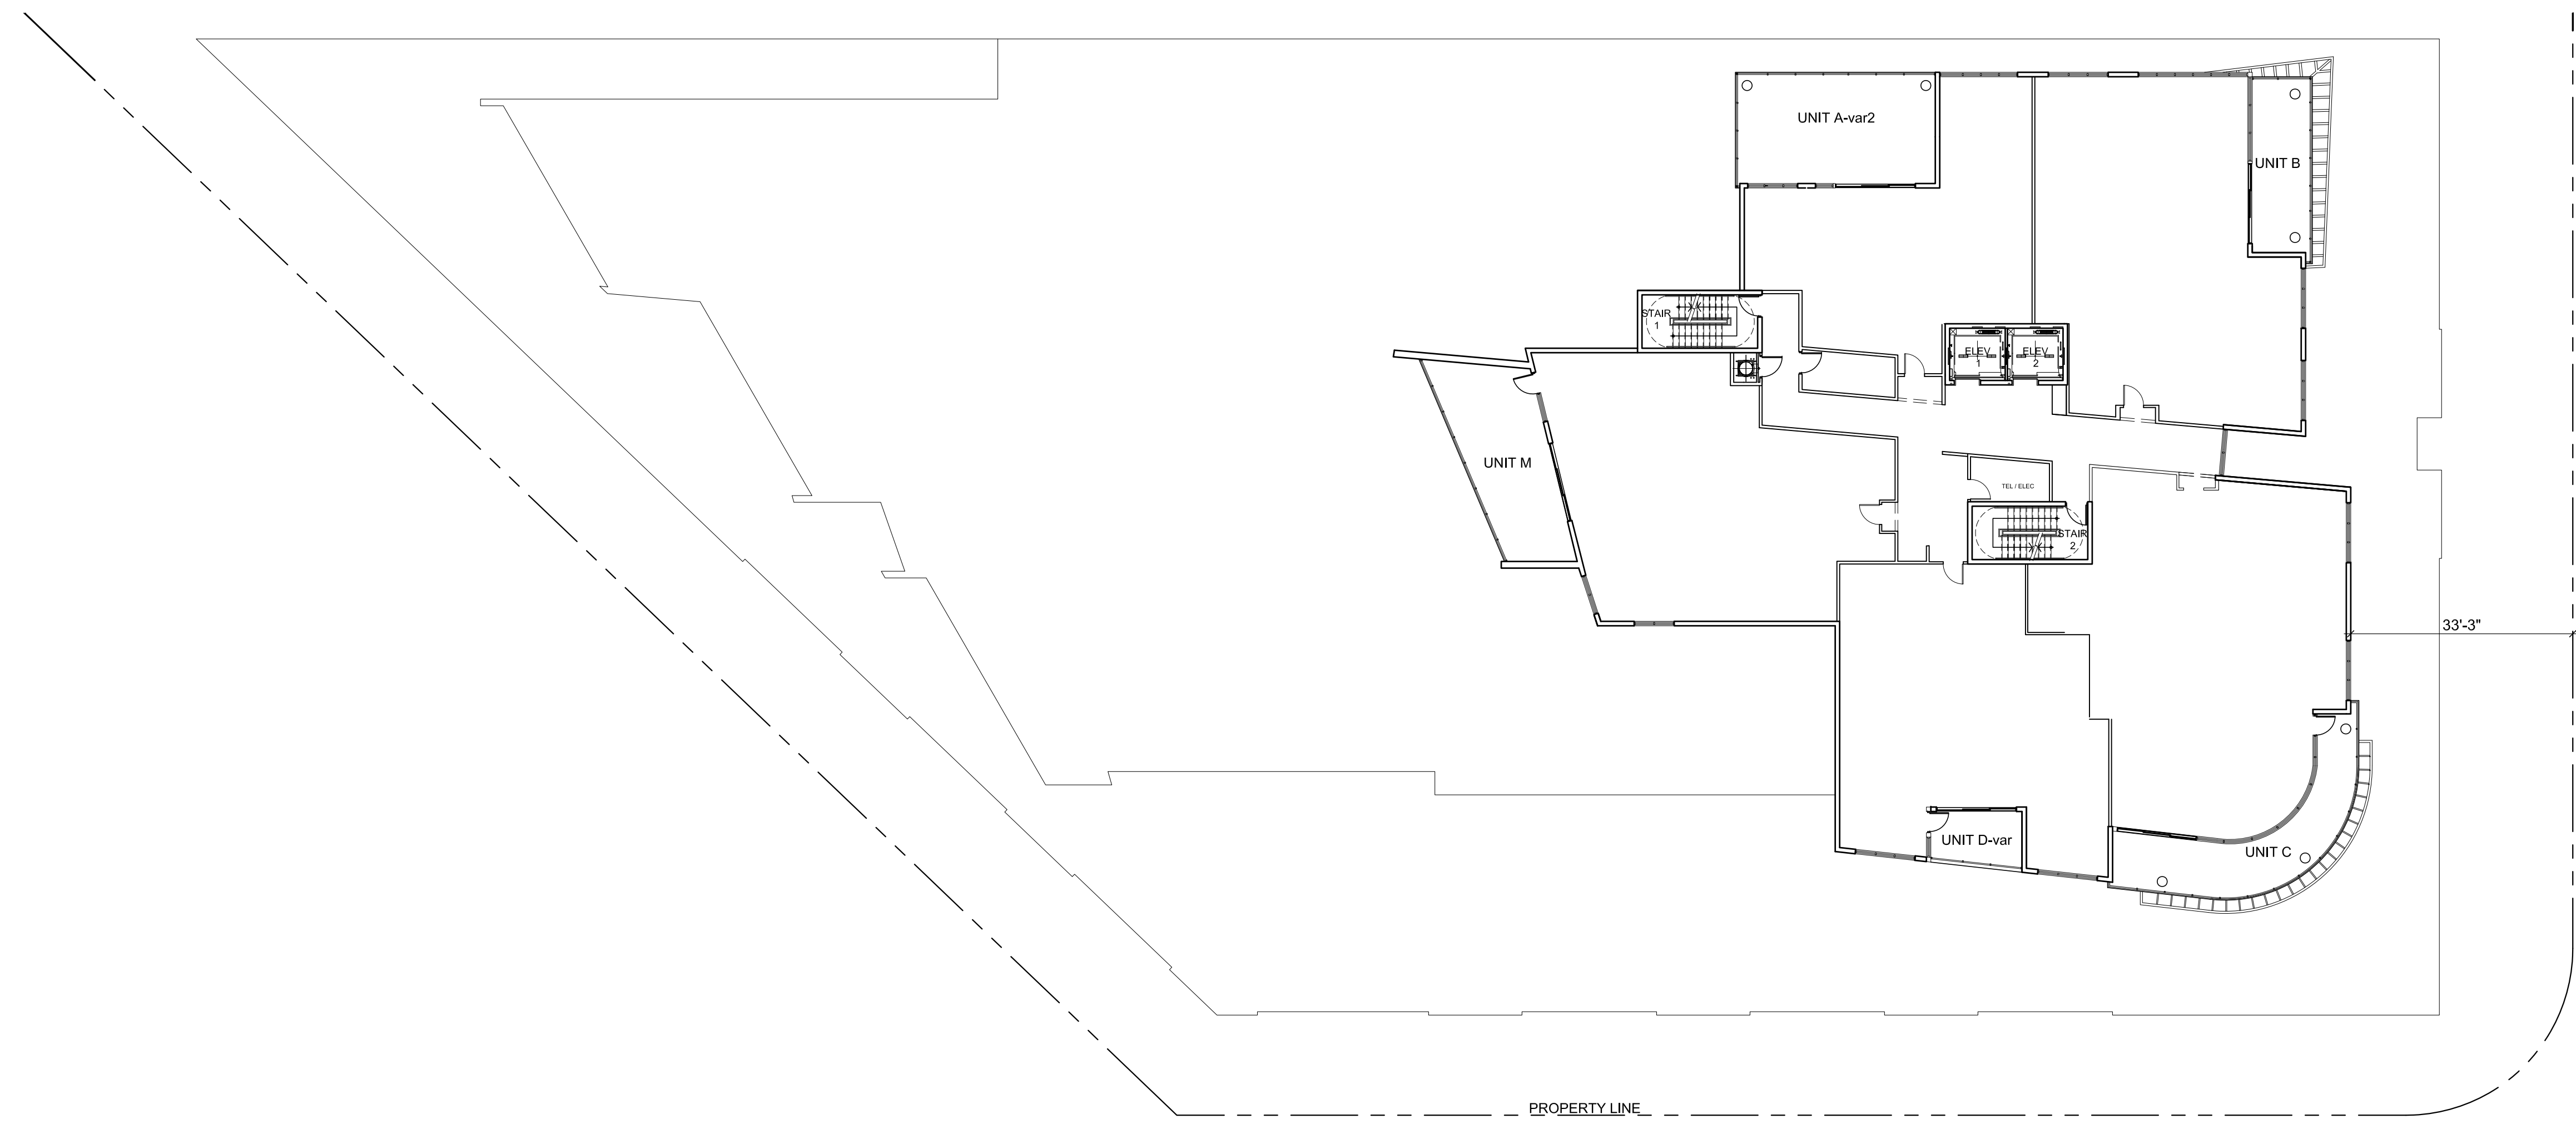 UNIT A-var2
UNIT B
STAIR
1
ELEV
1
ELEV
2
UNIT M
TEL / ELEC
STAIR
2
33'-3"
UNIT D-var
UNIT C
PROPERTY LINE